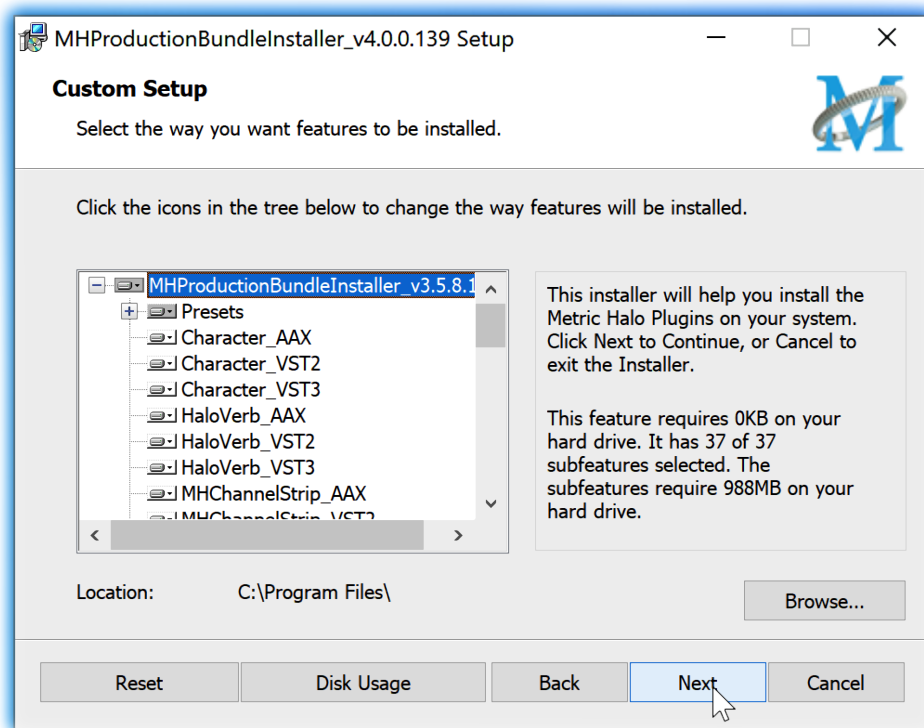 MHProductionBundleInstaller_v4.0.0.139 Setup
Custom Setup
Select the way you want features to be installed.
M
Click the icons in the tree below to change the way features will be installed.
MHProductionBundleInstaller_v3.5.8.1
Presets
Character_AAX
Character_VST2
Character_VST3
HaloVerb_AAX
HaloVerb_VST2
HaloVerb_VST3
MHChannelStrip_AAX
MHChannelStrip_VST2
This installer will help you install the
Metric Halo Plugins on your system.
Click Next to Continue, or Cancel to
exit the Installer.
This feature requires 0KB on your
hard drive. It has 37 of 37
subfeatures selected. The
subfeatures require 988MB on your
hard drive.
Location: C:\Program Files\
Browse...
Reset Disk Usage Back Next Cancel